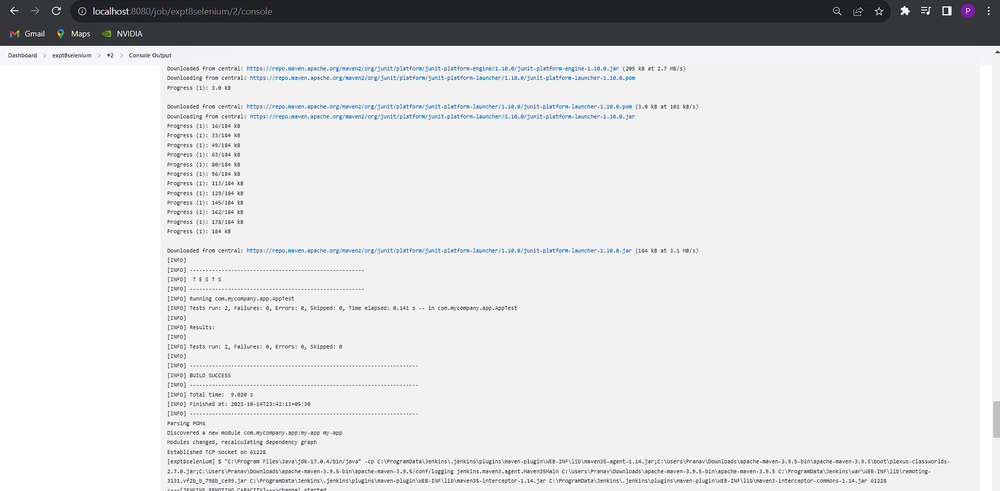 localhost:8080/job/expt8selenium/2/console
P
Gmail Maps NVIDIA
Dashboard > expt8selenium > #2 > Console Output
Downloaded from central: https://repo.maven.apache.org/maven2/org/junit/platform/junit-platform-engine/1.10.0/junit-platform-engine-1.10.0.jar (205 kB at 2.7 MB/s)
Downloading from central: https://repo.maven.apache.org/maven2/org/junit/platform/junit-platform-launcher/1.10.0/junit-platform-launcher-1.10.0.pom
Progress (1): 3.0 kB
Downloaded from central: https://repo.maven.apache.org/maven2/org/junit/platform/junit-platform-launcher/1.10.0/junit-platform-launcher-1.10.0.pom (3.0 kB at 101 kB/s)
Downloading from central: https://repo.maven.apache.org/maven2/org/junit/platform/junit-platform-launcher/1.10.0/junit-platform-launcher-1.10.0.jar
Progress (1): 16/184 kB
Progress (1): 33/184 kB
Progress (1): 49/184 kB
Progress (1): 63/184 kB
Progress (1): 80/184 kB
Progress (1): 96/184 kB
Progress (1): 113/184 kB
Progress (1): 129/184 kB
Progress (1): 145/184 kB
Progress (1): 162/184 kB
Progress (1): 178/184 kB
Progress (1): 184 kB
Downloaded from central: https://repo.maven.apache.org/maven2/org/junit/platform/junit-platform-launcher/1.10.0/junit-platform-launcher-1.10.0.jar (184 kB at 3.1 MB/s)
[INFO]
[INFO] -------------------------------------------------------
[INFO]  T E S T S
[INFO] -------------------------------------------------------
[INFO] Running com.mycompany.app.AppTest
[INFO] Tests run: 2, Failures: 0, Errors: 0, Skipped: 0, Time elapsed: 0.141 s -- in com.mycompany.app.AppTest
[INFO]
[INFO] Results:
[INFO]
[INFO] Tests run: 2, Failures: 0, Errors: 0, Skipped: 0
[INFO]
[INFO] ------------------------------------------------------------------------
[INFO] BUILD SUCCESS
[INFO] ------------------------------------------------------------------------
[INFO] Total time:  9.020 s
[INFO] Finished at: 2023-10-14T23:42:13+05:30
[INFO] ------------------------------------------------------------------------
Parsing POMs
Discovered a new module com.mycompany.app:my-app my-app
Modules changed, recalculating dependency graph
Established TCP socket on 61228
[expt8selenium] $ "C:\Program Files\Java\jdk-17.0.4/bin/java" -cp C:\ProgramData\Jenkins\.jenkins\plugins\maven-plugin\WEB-INF\lib\maven35-agent-1.14.jar;C:\Users\Pranav\Downloads\apache-maven-3.9.5-bin\apache-maven-3.9.5\boot\plexus-classworlds-
2.7.0.jar;C:\Users\Pranav\Downloads\apache-maven-3.9.5-bin\apache-maven-3.9.5/conf/logging jenkins.maven3.agent.Maven35Main C:\Users\Pranav\Downloads\apache-maven-3.9.5-bin\apache-maven-3.9.5 C:\ProgramData\Jenkins\war\WEB-INF\lib\remoting-
3131.vf2b_b_798b_ce99.jar C:\ProgramData\Jenkins\.jenkins\plugins\maven-plugin\WEB-INF\lib\maven35-interceptor-1.14.jar C:\ProgramData\Jenkins\.jenkins\plugins\maven-plugin\WEB-INF\lib\maven3-interceptor-commons-1.14.jar 61228
<===[JENKINS REMOTING CAPACITY]===>channel started